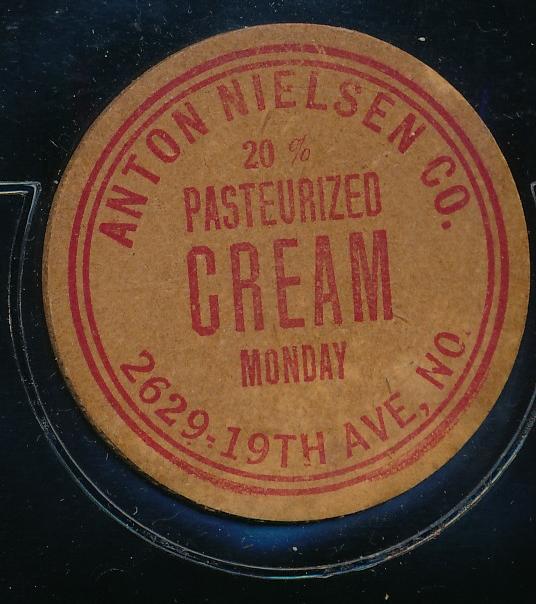 ANTON NIELSEN CO.
20 %
PASTEURIZED
CREAM
MONDAY
2629-19TH AVE, NO.